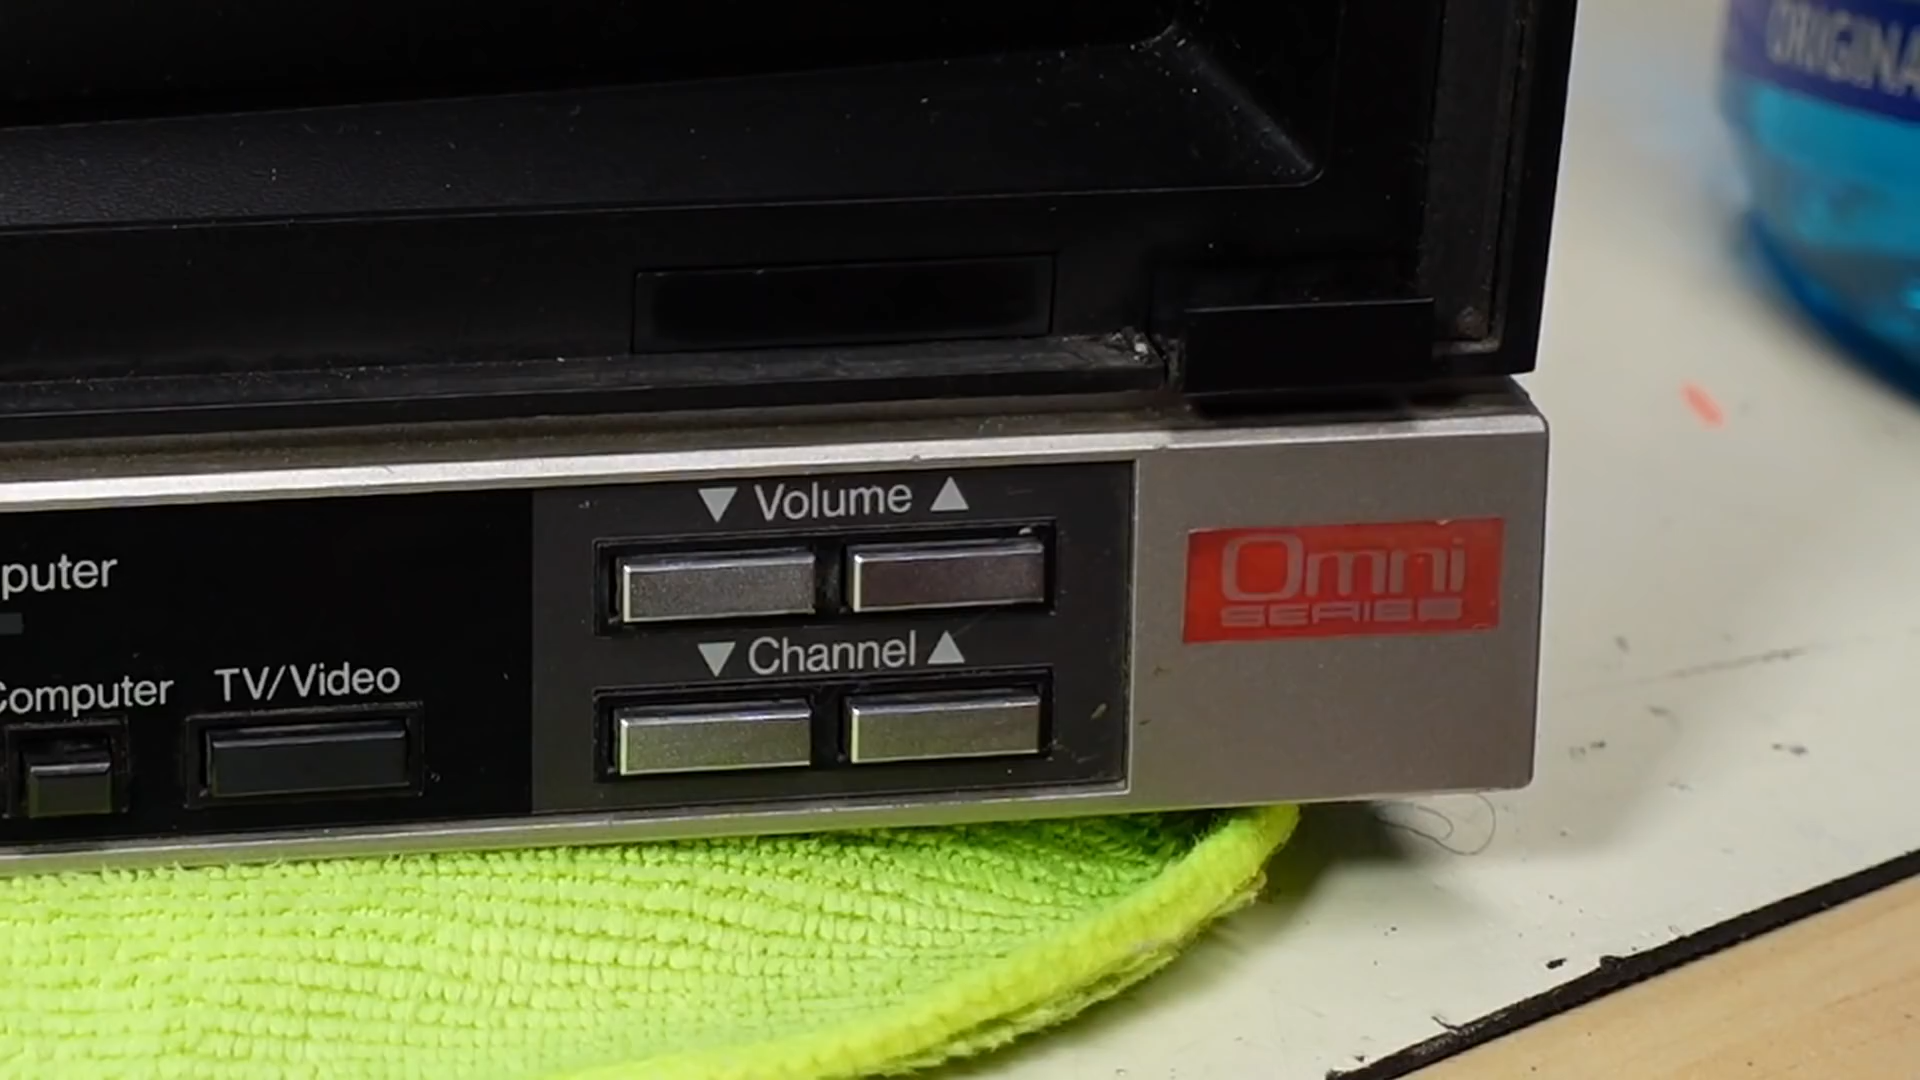 ORIGINA
▼ Volume ▲
Omni
SERIES
puter
▼ Channel ▲
Computer
TV/Video